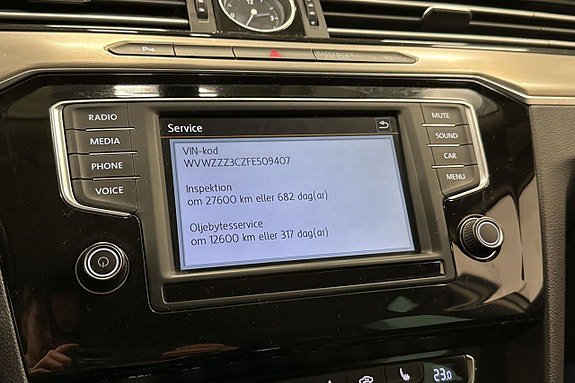 Service
VIN-kod
WVWZZZ3CZFE509407
Inspektion
om 27600 km eller 682 dag(ar)
Oljebytesservice
om 12600 km eller 317 dag(ar)
RADIO
MEDIA
PHONE
VOICE
MUTE
SOUND
CAR
MENU
12
23.0